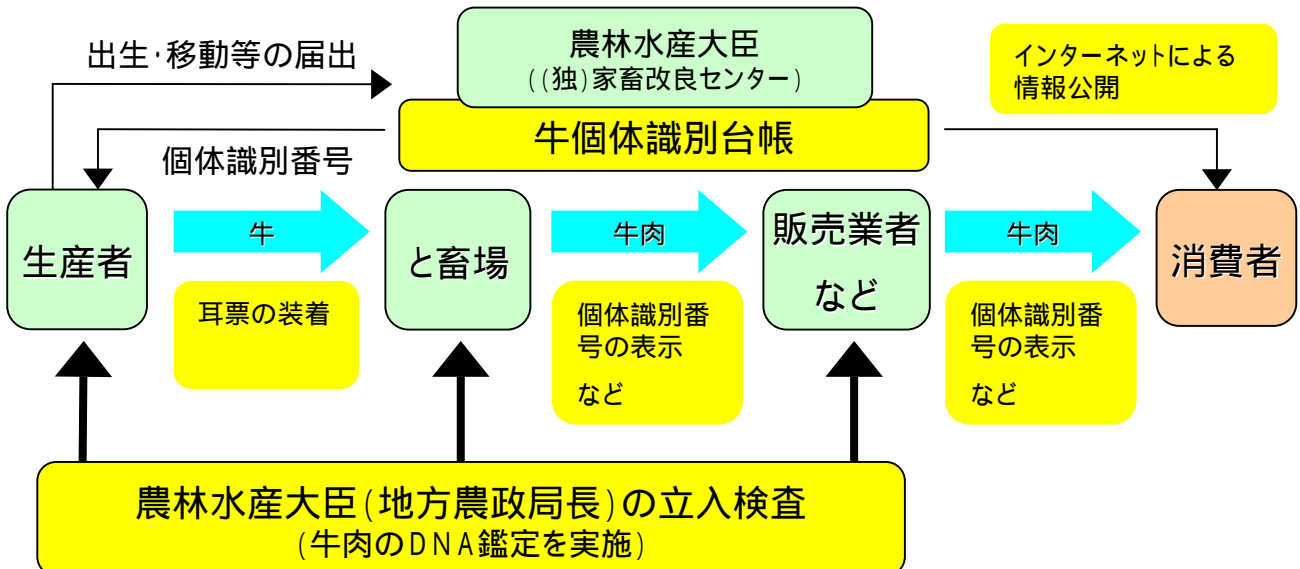 出生・移動等の届出
農林水産大臣
((独)家畜改良センター)
インターネットによる
情報公開
牛個体識別台帳
個体識別番号
生産者
牛
と畜場
牛肉
販売業者
など
牛肉
消費者
耳票の装着
個体識別番
号の表示
など
個体識別番
号の表示
など
農林水産大臣(地方農政局長)の立入検査
(牛肉のDNA鑑定を実施)